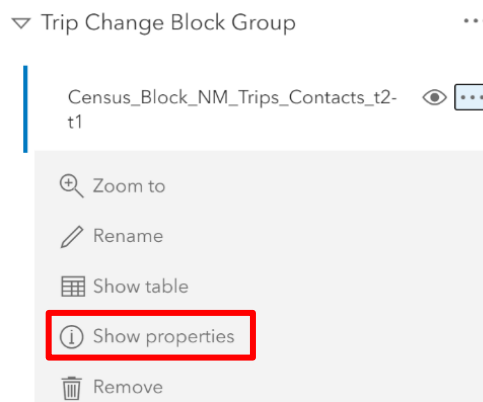 Trip Change Block Group
Census_Block_NM_Trips_Contacts_t2-
t1
Zoom to
Rename
Show table
Show properties
Remove